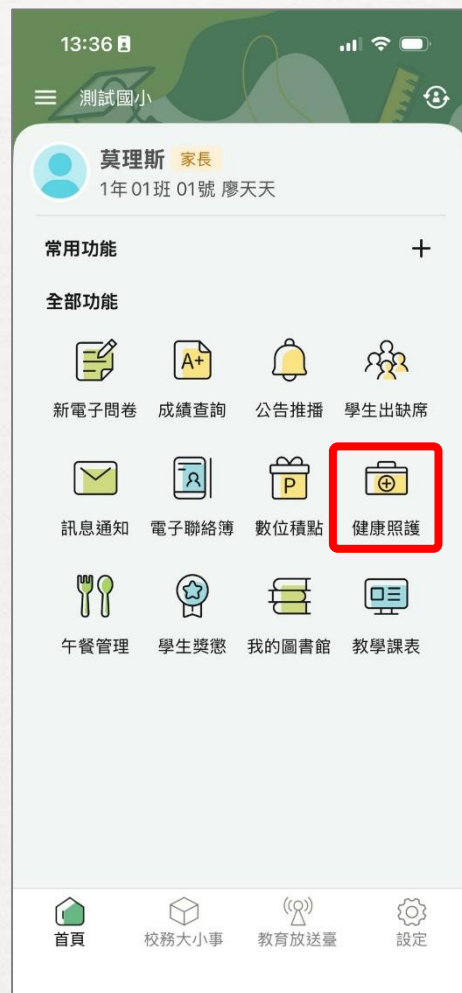 13:36
測試國小
莫理斯 家長
1年01班 01號 廖天天
常用功能
全部功能
新電子問卷 成績查詢 公告推播 學生出缺席
A+
訊息通知 電子聯絡簿 數位積點 健康照護
P
午餐管理 學生獎懲 我的圖書館 教學課表
首頁 校務大小事 教育放送臺 設定